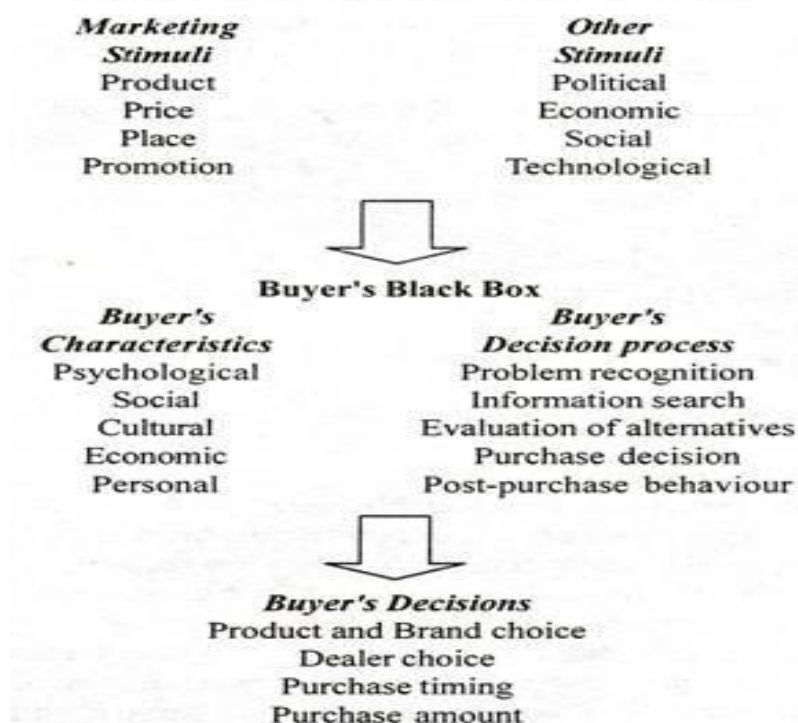 Marketing
Stimuli
Product
Price
Place
Promotion
Other
Stimuli
Political
Economic
Social
Technological
Buyer's Black Box
Buyer's
Characteristics
Psychological
Social
Cultural
Economic
Personal
Buyer's
Decision process
Problem recognition
Information search
Evaluation of alternatives
Purchase decision
Post-purchase behaviour
Buyer's Decisions
Product and Brand choice
Dealer choice
Purchase timing
Purchase amount